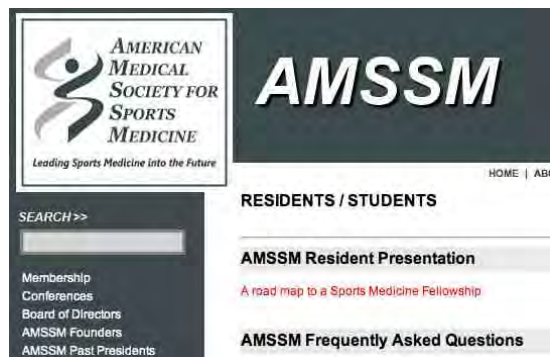 AMERICAN
MEDICAL
SOCIETY FOR
SPORTS
MEDICINE
Leading Sports Medicine into the Future
AMSSM
HOME | ABO
SEARCH>>
Membership
Conferences
Board of Directors
AMSSM Founders
AMSSM Past Presidents
RESIDENTS / STUDENTS
AMSSM Resident Presentation
A road map to a Sports Medicine Fellowship
AMSSM Frequently Asked Questions